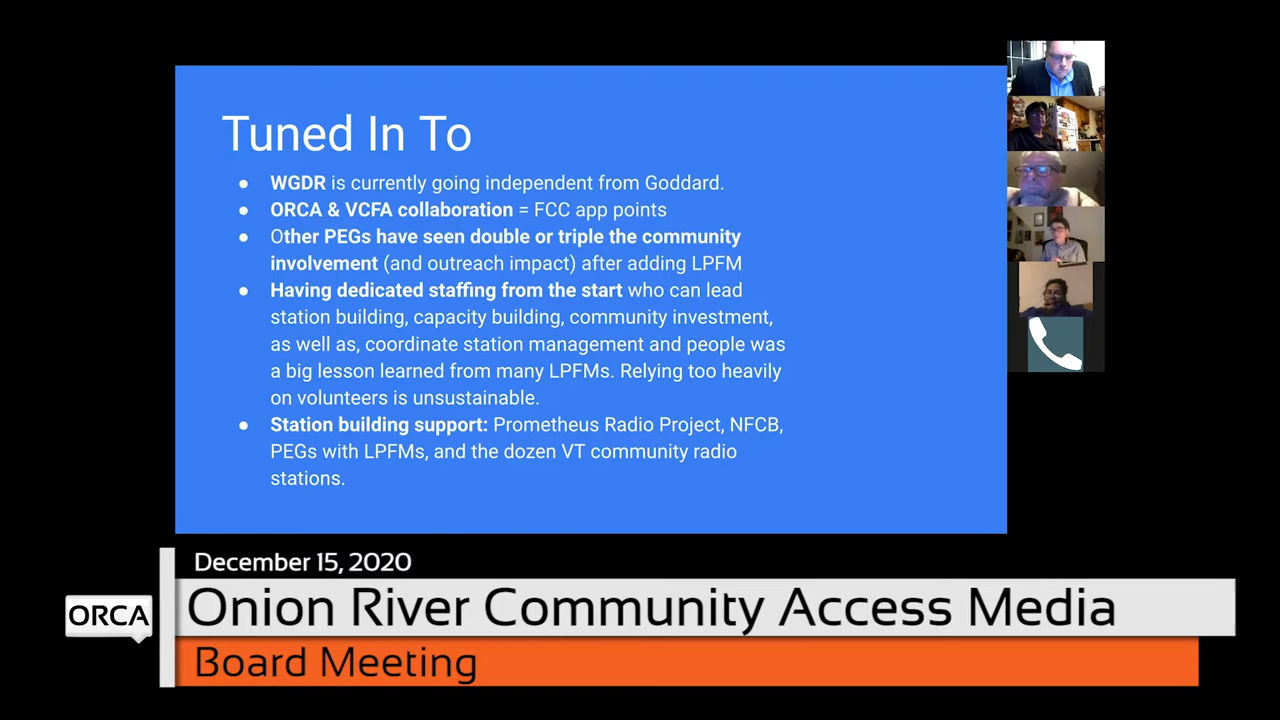 Tuned In To
● WGDR is currently going independent from Goddard.
● ORCA & VCFA collaboration = FCC app points
● Other PEGs have seen double or triple the community
involvement (and outreach impact) after adding LPFM
● Having dedicated staffing from the start who can lead
station building, capacity building, community investment,
as well as, coordinate station management and people was
a big lesson learned from many LPFMs. Relying too heavily
on volunteers is unsustainable.
● Station building support: Prometheus Radio Project, NFCB,
PEGs with LPFMs, and the dozen VT community radio
stations.
December 15, 2020
ORCA
Onion River Community Access Media
Board Meeting